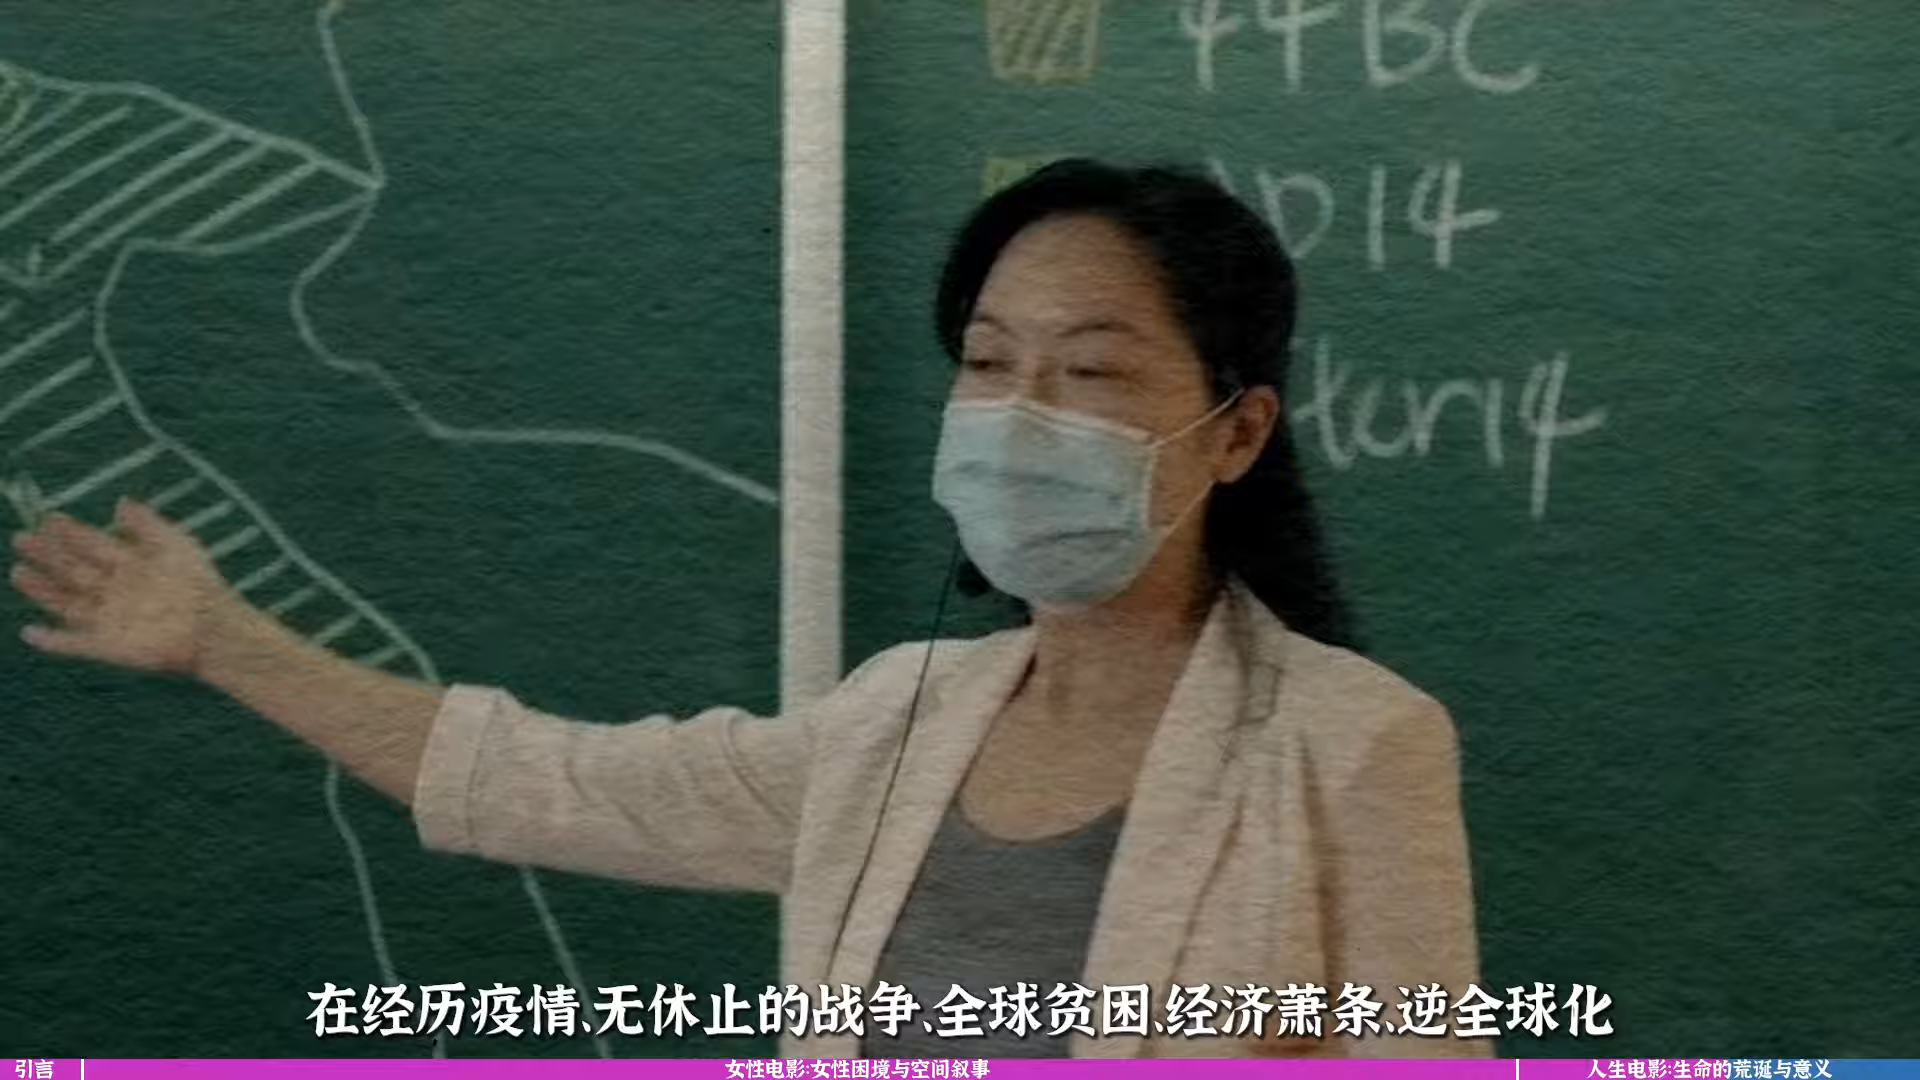 44BC
AD14
ter14
在经历疫情、无休止的战争、全球贫困、经济萧条、逆全球化
引言
女性电影:女性困境与空间叙事
人生电影:生命的荒诞与意义